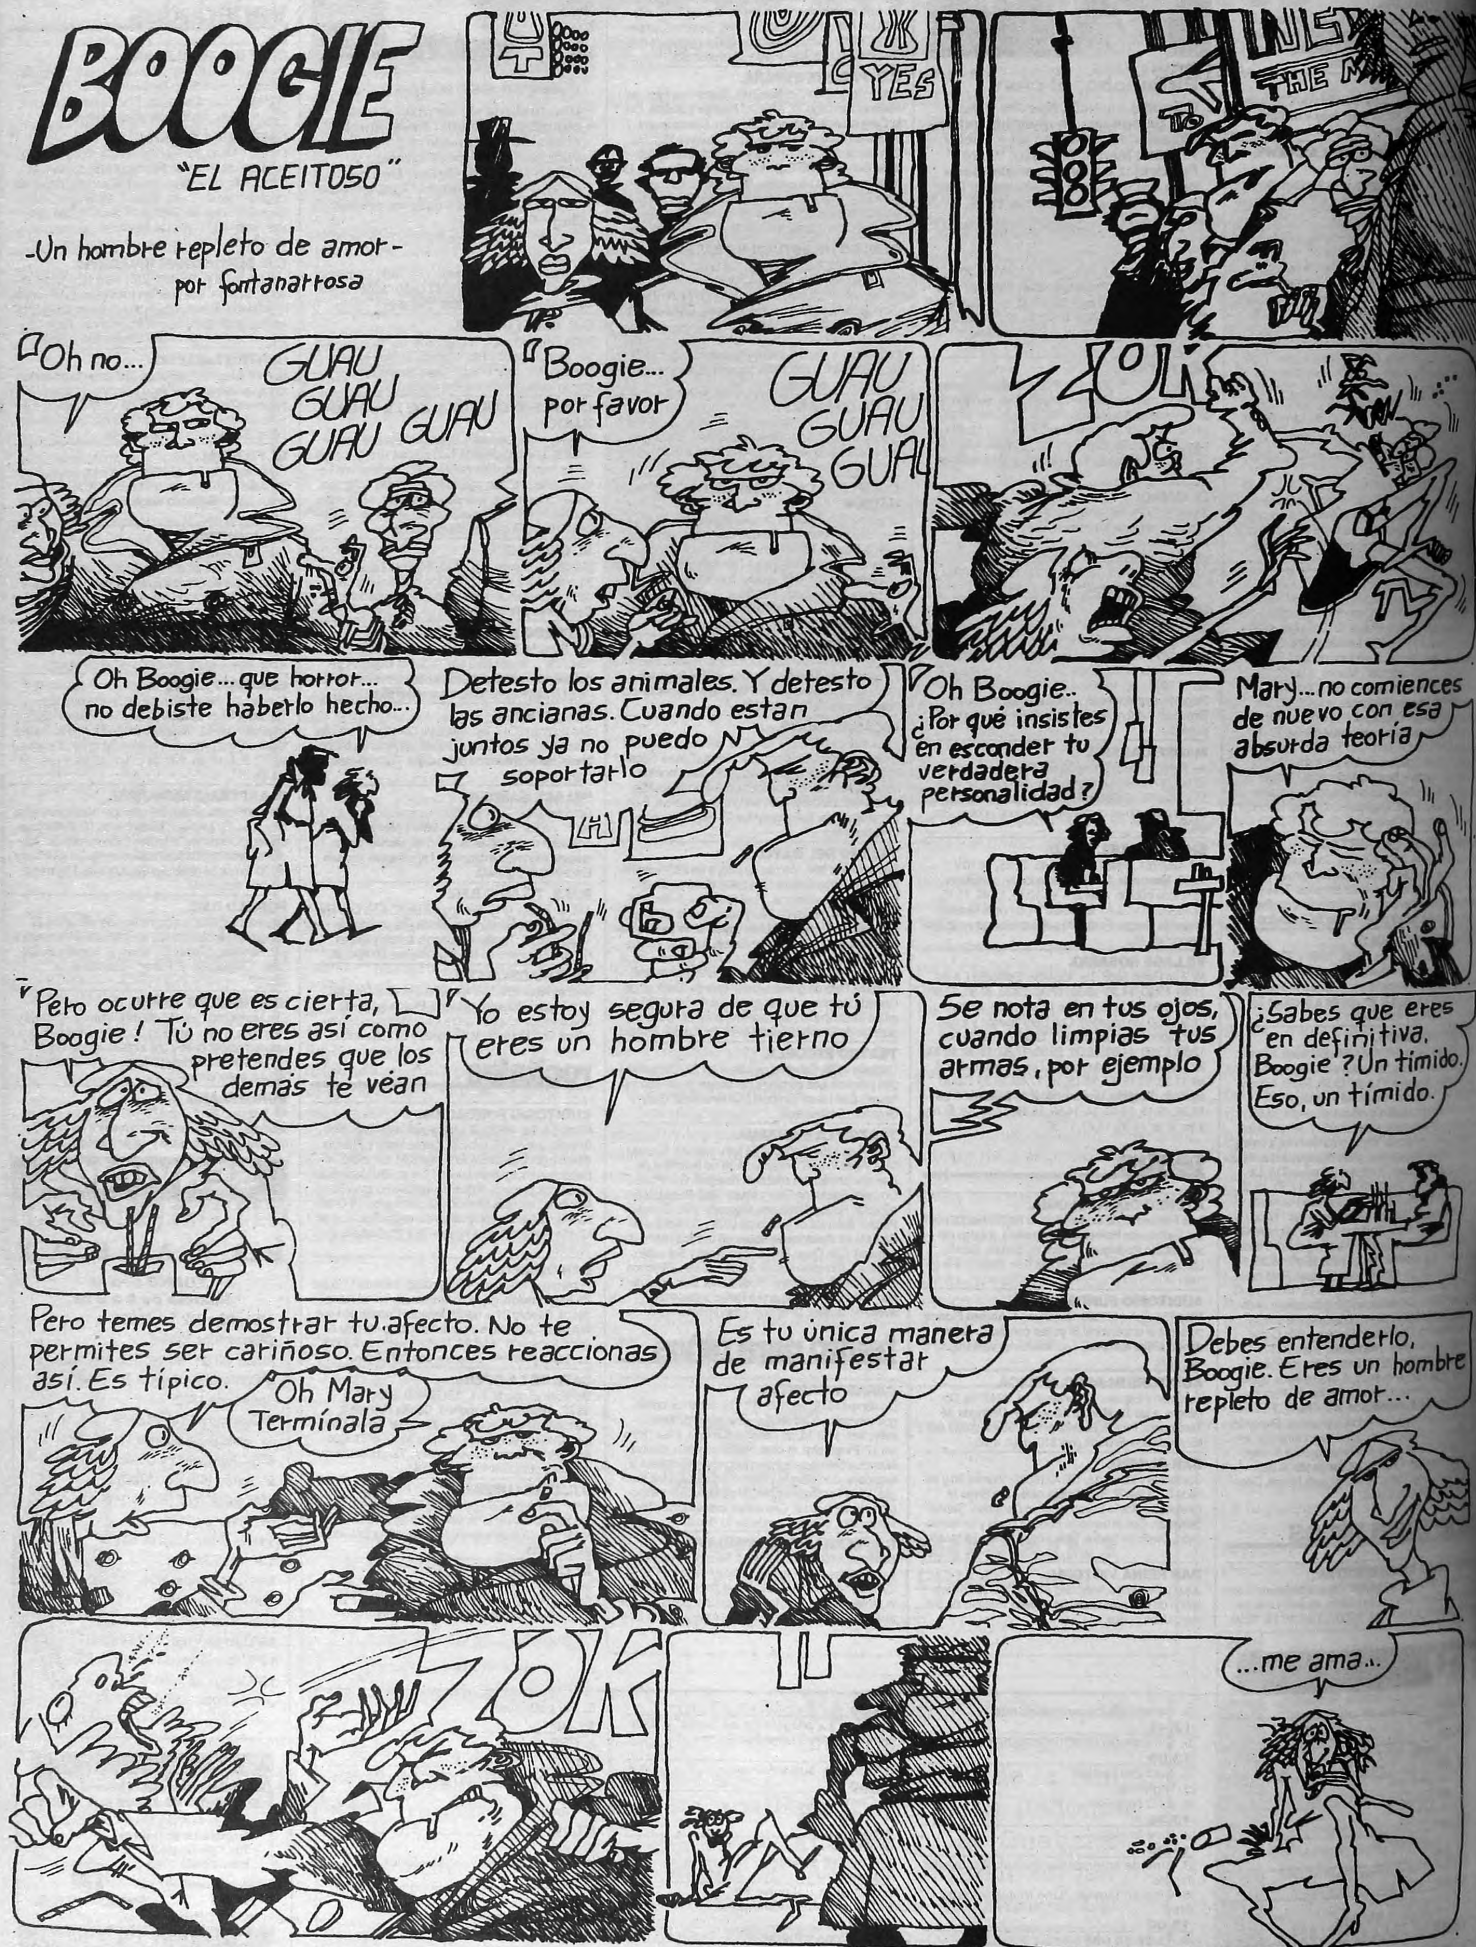 BOOGIE
"EL ACEITOSO"
-Un hombre repleto de amor-
por fontanarrosa
UT
YES
TO
NE
THE M
Oh no...
GUAU
GUAU
GUAU GUAU
Boogie...
por favor
GUAU
GUAU
GUAU
ZOK
Oh Boogie... que horror...
no debiste haberlo hecho...
Detesto los animales. Y detesto
las ancianas. Cuando estan
juntos ya no puedo
soportarlo
Oh Boogie..
¿Por qué insistes
en esconder tu
verdadera
personalidad?
Mary... no comiences
de nuevo con esa
absurda teoría
Pero ocurre que es cierta,
Boogie! Tú no eres así como
pretendes que los
demás te véan
Yo estoy segura de que tú
eres un hombre tierno
Se nota en tus ojos,
cuando limpias tus
armas, por ejemplo
¿Sabes que eres
en definitiva,
Boogie? Un tímido.
Eso, un tímido.
Pero temes demostrar tu afecto. No te
permites ser cariñoso. Entonces reaccionas
así. Es típico.
Oh Mary
Termínala
Es tu única manera
de manifestar
afecto
Debes entenderlo,
Boogie. Eres un hombre
repleto de amor...
ZOK
...me ama...